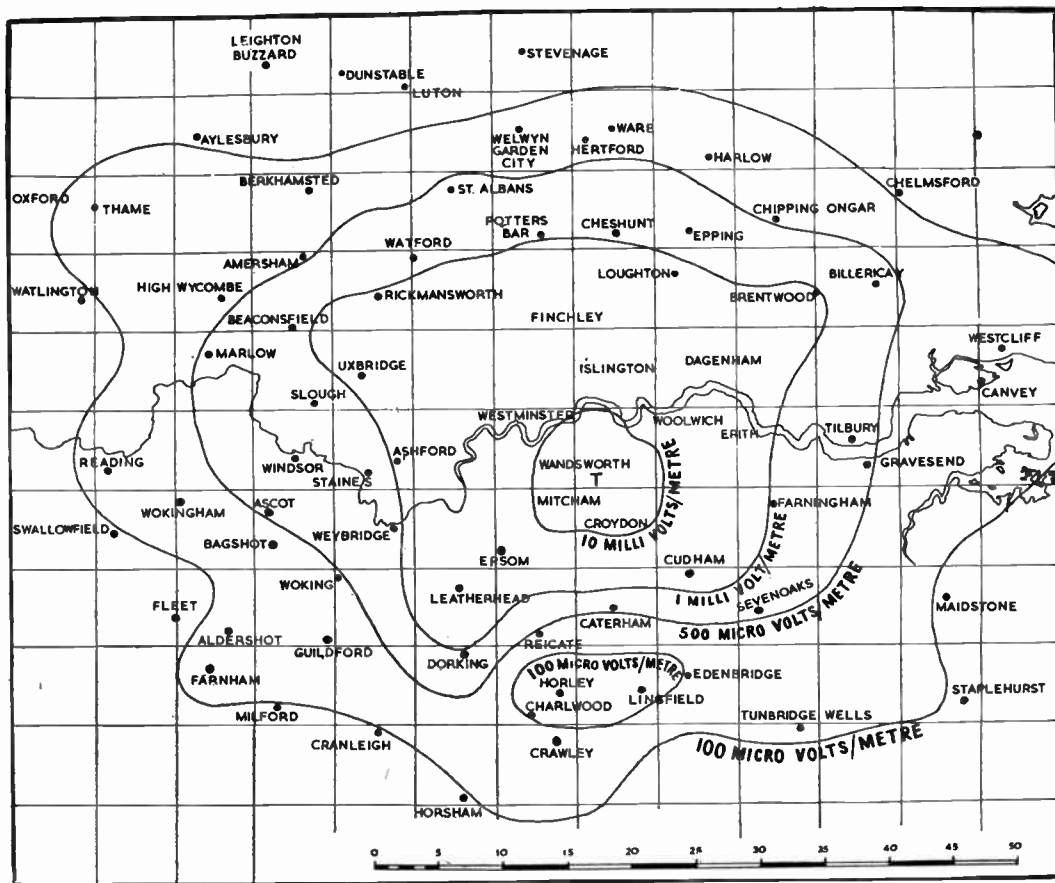 LEIGHTON
BUZZARD
STEVENAGE
DUNSTABLE
LUTON
AYLESBURY
WELWYN
GARDEN
CITY
WARE
HERTFORD
HARLOW
BERKHAMSTED
ST. ALBANS
CHELMSFORD
OXFORD
THAME
CHIPPING ONGAR
POTTERS
BAR
CHESHUNT
EPPING
WATFORD
AMERSHAM
LOUGHTON
BILLERICAY
WATLINGTON
HIGH WYCOMBE
RICKMANSWORTH
BRENTWOOD
BEACONSFIELD
FINCHLEY
MARLOW
WESTCLIFF
UXBRIDGE
ISLINGTON
DAGENHAM
SLOUGH
CANVEY
WESTMINSTER
WOOLWICH
ERITH
TILBURY
READING
WINDSOR
ASHFORD
STAINES
WANDSWORTH
T
GRAVESEND
MITCHAM
WOKINGHAM
ASCOT
FARNINGHAM
SWALLOWFIELD
BAGSHOT
WEYBRIDGE
CROYDON
10 MILLI VOLTS/METRE
EPSOM
CUDHAM
WOKING
LEATHERHEAD
1 MILLI VOLT/METRE
SEVENOAKS
500 MICRO VOLTS/METRE
MAIDSTONE
FLEET
CATERHAM
ALDERSHOT
GUILDFORD
REICATE
DORKING
100 MICRO VOLTS/METRE
FARNHAM
HORLEY
EDENBRIDGE
LINGFIELD
CHARLWOOD
STAPLEHURST
MILFORD
TUNBRIDGE WELLS
CRANLEIGH
CRAWLEY
100 MICRO VOLTS/METRE
HORSHAM
0 5 10 15 20 25 30 35 40 45 50